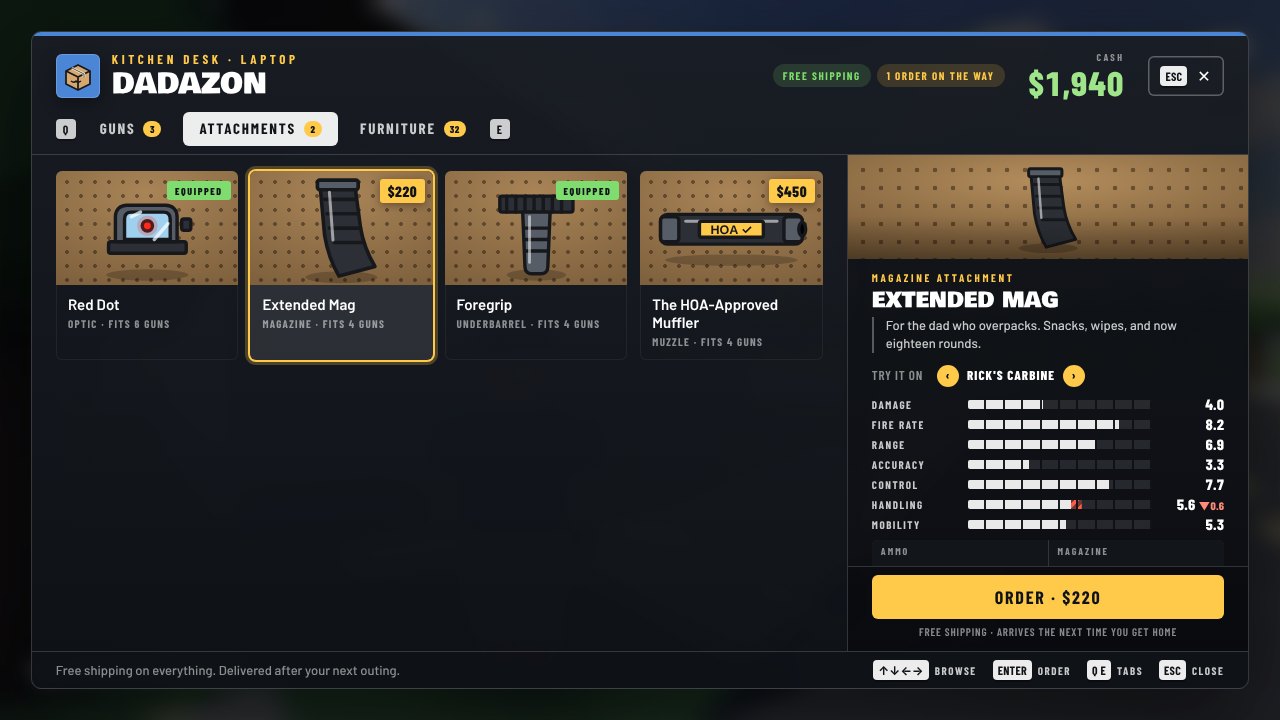 KITCHEN DESK · LAPTOP
DADAZON
FREE SHIPPING
1 ORDER ON THE WAY
CASH
$1,940
ESC ✕
Q GUNS 3 ATTACHMENTS 2 FURNITURE 32 E
EQUIPPED
Red Dot
OPTIC · FITS 6 GUNS
$220
Extended Mag
MAGAZINE · FITS 4 GUNS
EQUIPPED
Foregrip
UNDERBARREL · FITS 4 GUNS
$450
HOA ✓
The HOA-Approved
Muffler
MUZZLE · FITS 4 GUNS
MAGAZINE ATTACHMENT
EXTENDED MAG
For the dad who overpacks. Snacks, wipes, and now
eighteen rounds.
TRY IT ON ‹ RICK'S CARBINE ›
DAMAGE 4.0
FIRE RATE 8.2
RANGE 6.9
ACCURACY 3.3
CONTROL 7.7
HANDLING 5.6 ▼0.6
MOBILITY 5.3
AMMO MAGAZINE
ORDER · $220
FREE SHIPPING · ARRIVES THE NEXT TIME YOU GET HOME
Free shipping on everything. Delivered after your next outing.
↑↓←→ BROWSE ENTER ORDER Q E TABS ESC CLOSE